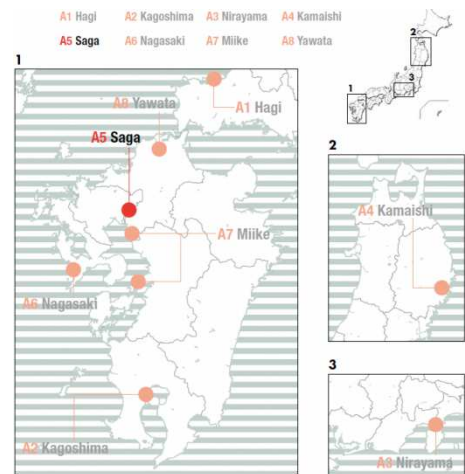 A1 Hagi A2 Kagoshima A3 Nirayama A4 Kamaishi
A5 Saga A6 Nagasaki A7 Miike A8 Yawata
2
3
1
1
A8 Yawata
A1 Hagi
A5 Saga
A7 Miike
A6 Nagasaki
A2 Kagoshima
2
A4 Kamaishi
3
A3 Nirayama